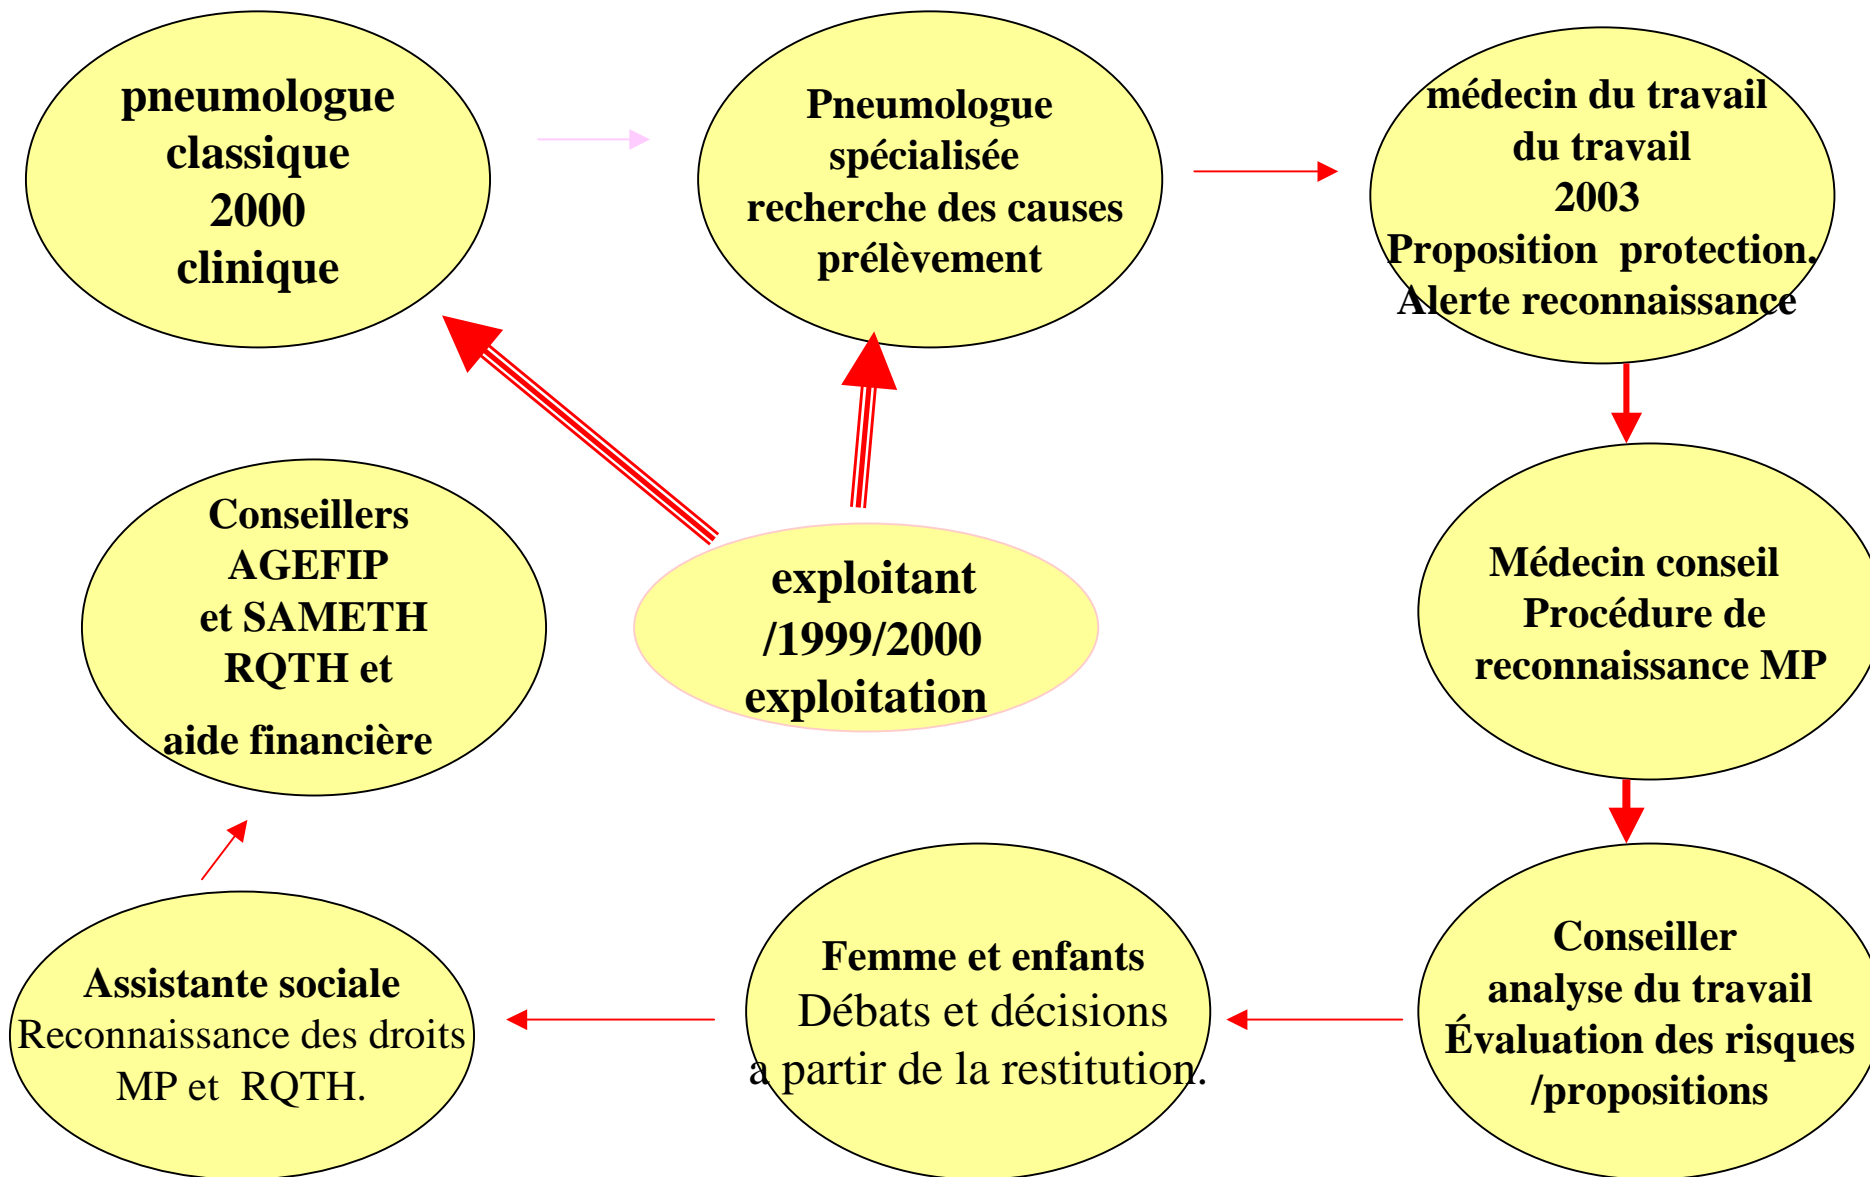 pneumologue
classique
2000
clinique
Pneumologue
spécialisée
recherche des causes
prélèvement
médecin du travail
du travail
2003
Proposition  protection.
Alerte reconnaissance
Conseillers
AGEFIP
et SAMETH
RQTH et
aide financière
exploitant
/1999/2000
exploitation
Médecin conseil
Procédure de
reconnaissance MP
Assistante sociale
Reconnaissance des droits
MP et  RQTH.
Femme et enfants
Débats et décisions
a partir de la restitution.
Conseiller
analyse du travail
Évaluation des risques
/propositions